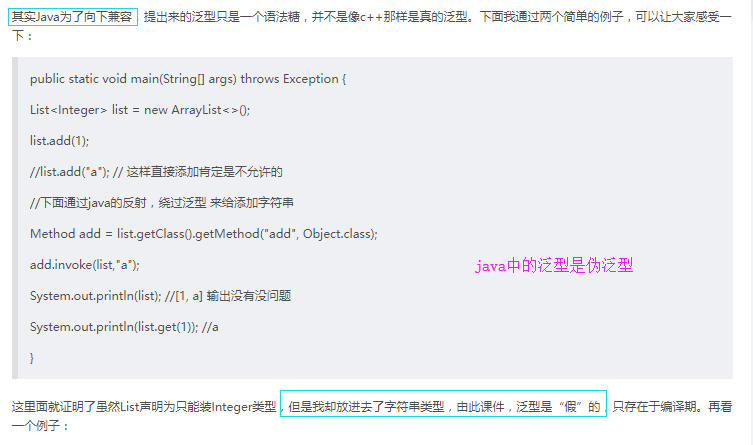 其实Java为了向下兼容，提出来的泛型只是一个语法糖，并不是像c++那样是真的泛型。下面我通过两个简单的例子，可以让大家感受一
下：
public static void main(String[] args) throws Exception {
List<Integer> list = new ArrayList<>();
list.add(1);
//list.add("a"); // 这样直接添加肯定是不允许的
//下面通过java的反射，绕过泛型 来给添加字符串
Method add = list.getClass().getMethod("add", Object.class);
add.invoke(list,"a");
java中的泛型是伪泛型
System.out.println(list); //[1, a] 输出没有没问题
System.out.println(list.get(1)); //a
}
这里面就证明了虽然List声明为只能装Integer类型，但是我却放进去了字符串类型，由此课件，泛型是“假”的，只存在于编译期。再看
一个例子：